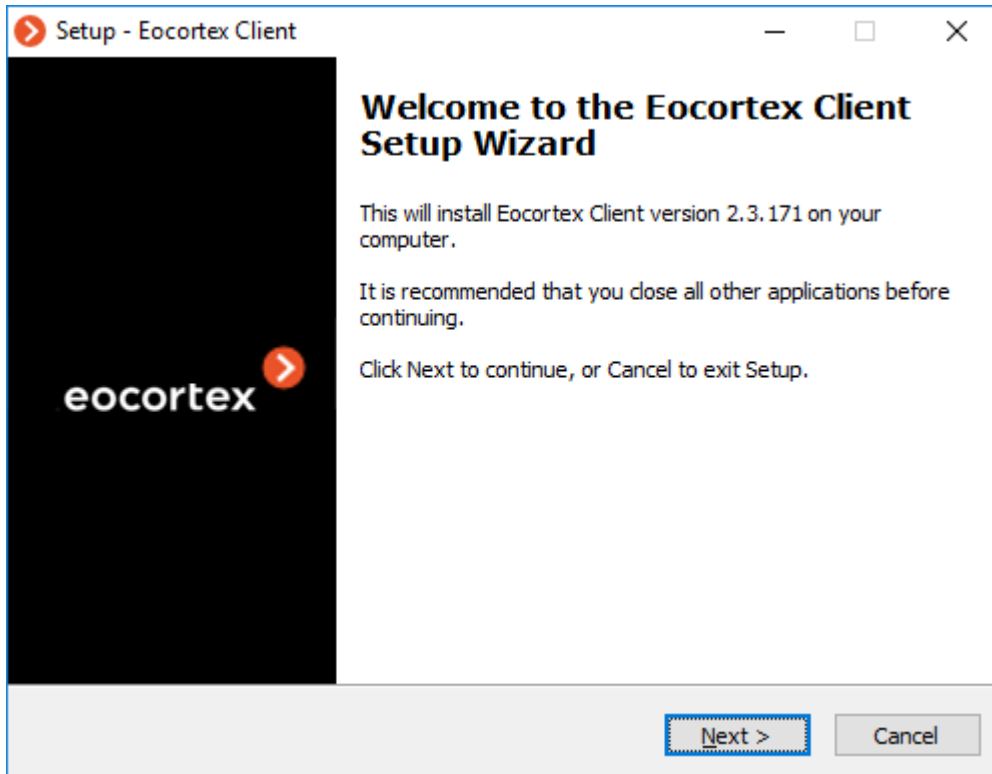 Setup - Eocortex Client
Welcome to the Eocortex Client
Setup Wizard
This will install Eocortex Client version 2.3.171 on your
computer.
It is recommended that you close all other applications before
continuing.
Click Next to continue, or Cancel to exit Setup.
eocortex
Next >
Cancel